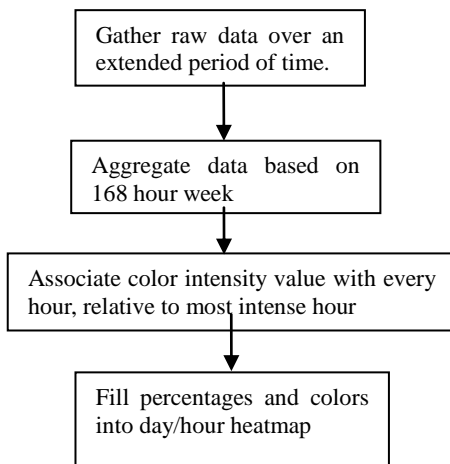 Gather raw data over an
extended period of time.
Aggregate data based on
168 hour week
Associate color intensity value with every
hour, relative to most intense hour
Fill percentages and colors
into day/hour heatmap